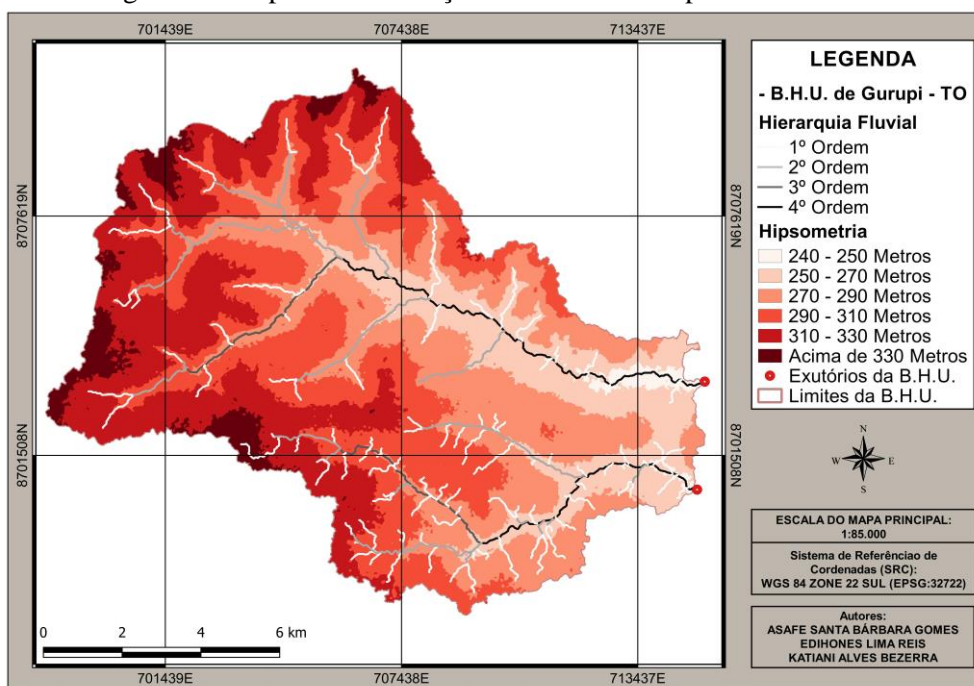 701439E 707438E 713437E
8707619N 8707619N
8701508N 8701508N
0 2 4 6 km
701439E 707438E 713437E
LEGENDA
- B.H.U. de Gurupi - TO
Hierarquia Fluvial
1º Ordem
2º Ordem
3º Ordem
4º Ordem
Hipsometria
240 - 250 Metros
250 - 270 Metros
270 - 290 Metros
290 - 310 Metros
310 - 330 Metros
Acima de 330 Metros
Exutórios da B.H.U.
Limites da B.H.U.
N
W E
S
ESCALA DO MAPA PRINCIPAL:
1:85.000
Sistema de Referênciao de
Cordenadas (SRC):
WGS 84 ZONE 22 SUL (EPSG:32722)
Autores:
ASAFE SANTA BÁRBARA GOMES
EDIHONES LIMA REIS
KATIANI ALVES BEZERRA